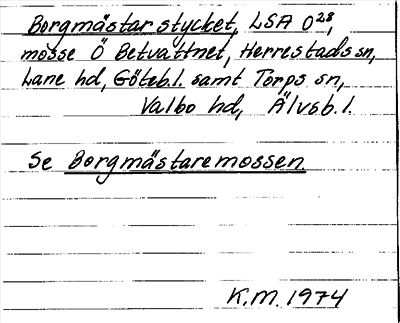 Borgmästarstycket, LSA O28,
mosse Ö Betvattnet, Herrestads sn,
Lane hd, Göteb. l. samt Torps sn,
Valbo hd, Älvsb. l.
Se Borgmästaremossen.
K.M. 1974